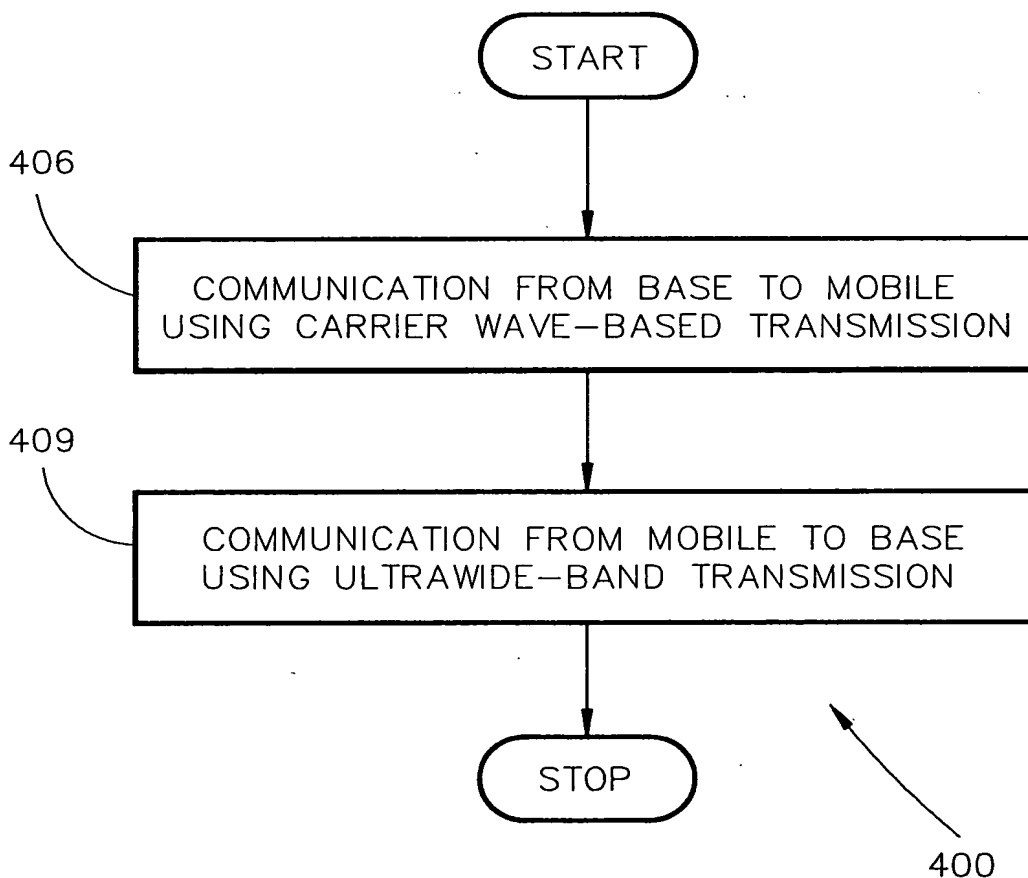 START
406
COMMUNICATION FROM BASE TO MOBILE
USING CARRIER WAVE-BASED TRANSMISSION
409
COMMUNICATION FROM MOBILE TO BASE
USING ULTRAWIDE-BAND TRANSMISSION
STOP
400